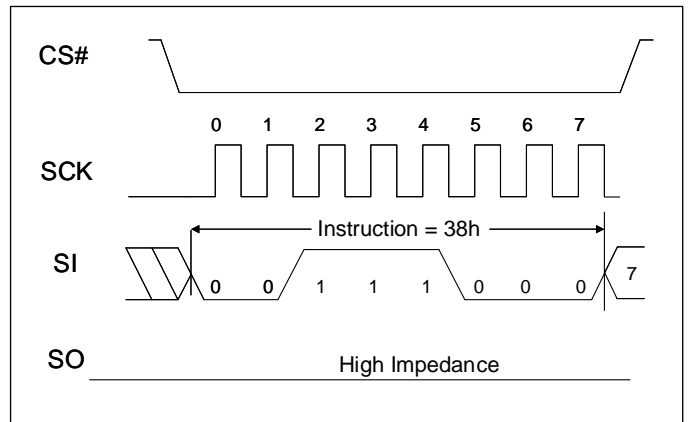 CS#
0 1 2 3 4 5 6 7
SCK
Instruction = 38h
SI
0 0 1 1 1 0 0 0 7
SO
High Impedance